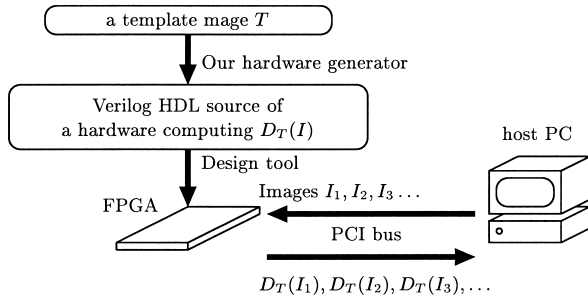 a template mage T
Our hardware generator
Verilog HDL source of
a hardware computing D_T(I)
Design tool
host PC
FPGA
Images I_1, I_2, I_3 ...
PCI bus
D_T(I_1), D_T(I_2), D_T(I_3), ...